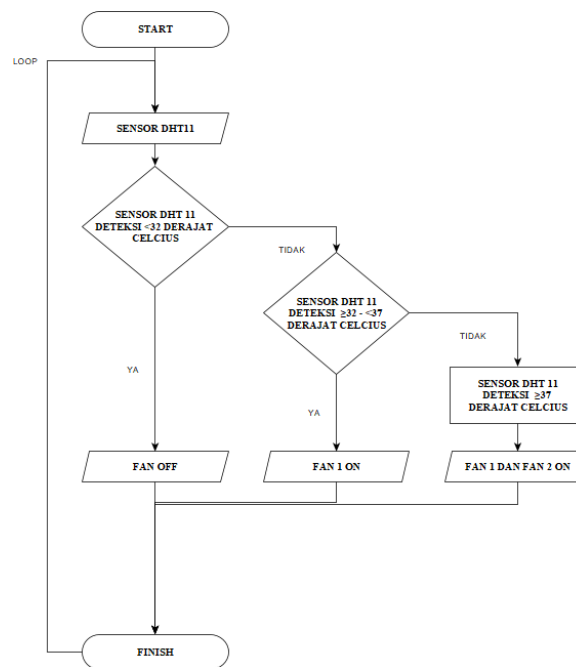 START
LOOP
SENSOR DHT11
SENSOR DHT 11
DETEKSI <32 DERAJAT
CELCIUS
TIDAK
SENSOR DHT 11
DETEKSI ≥32 - <37
DERAJAT CELCIUS
TIDAK
YA
SENSOR DHT 11
DETEKSI ≥37
DERAJAT CELCIUS
YA
FAN OFF
FAN 1 ON
FAN 1 DAN FAN 2 ON
FINISH